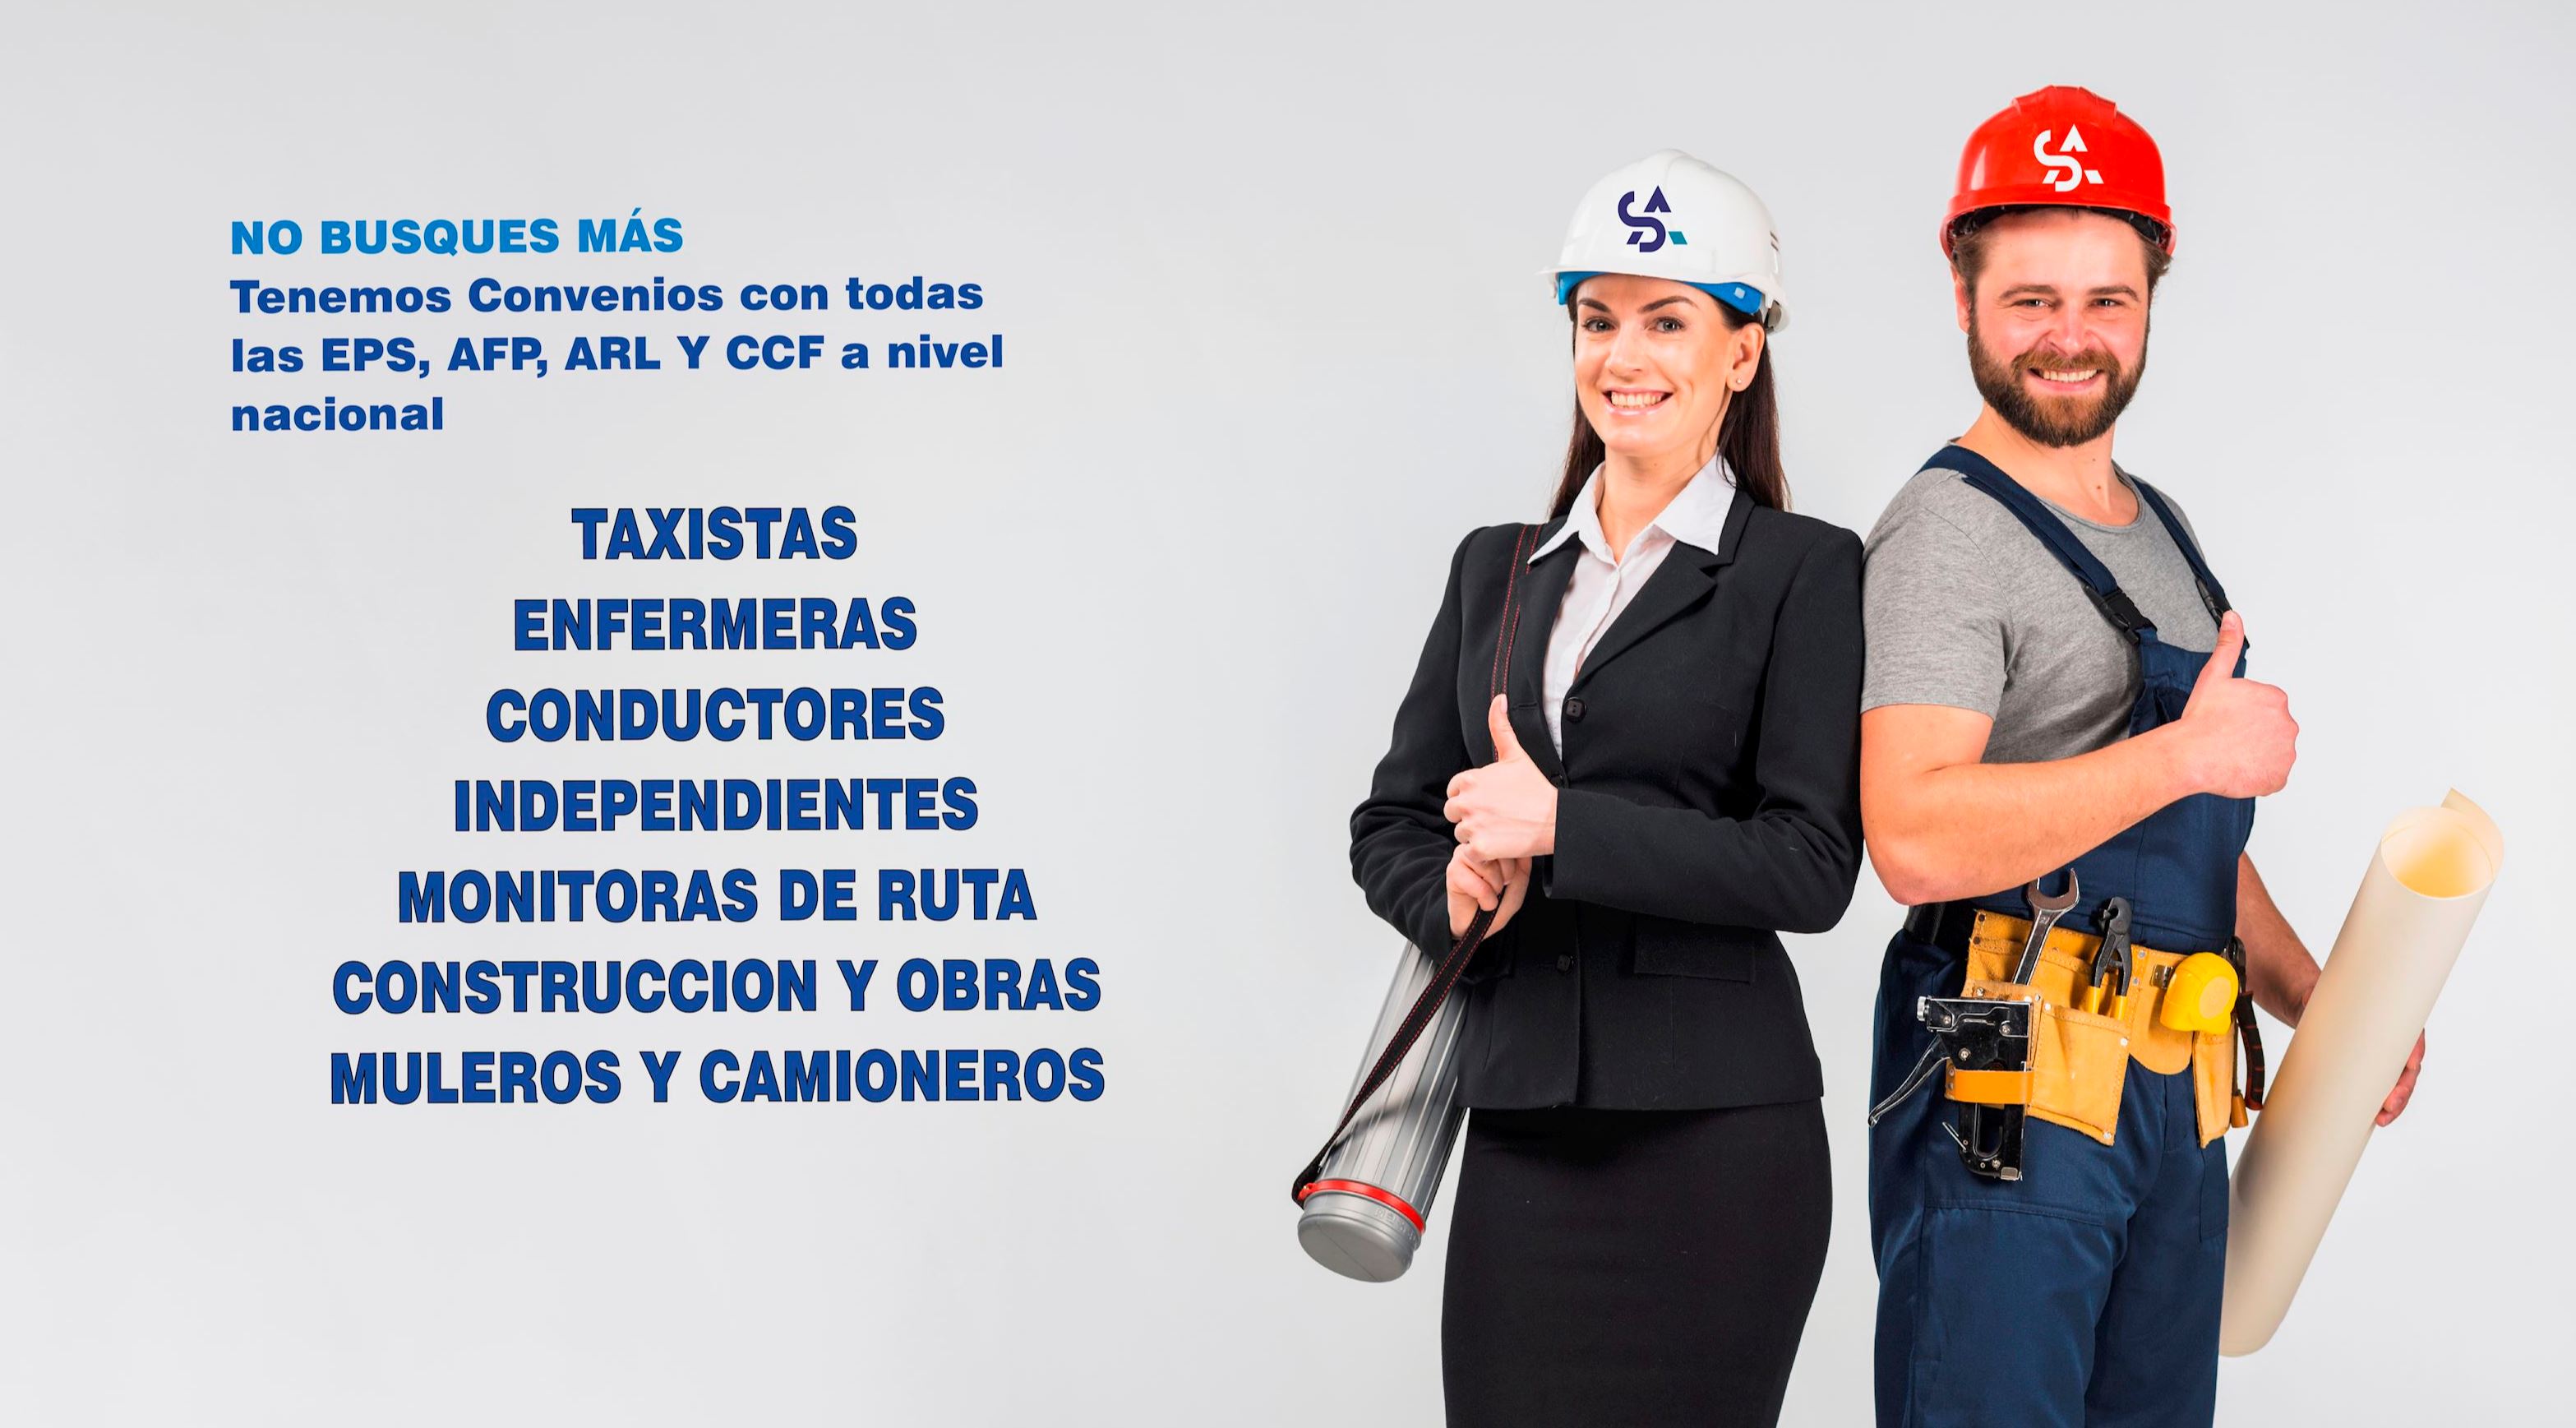 NO BUSQUES MÁS
Tenemos Convenios con todas
las EPS, AFP, ARL Y CCF a nivel
nacional
TAXISTAS
ENFERMERAS
CONDUCTORES
INDEPENDIENTES
MONITORAS DE RUTA
CONSTRUCCION Y OBRAS
MULEROS Y CAMIONEROS